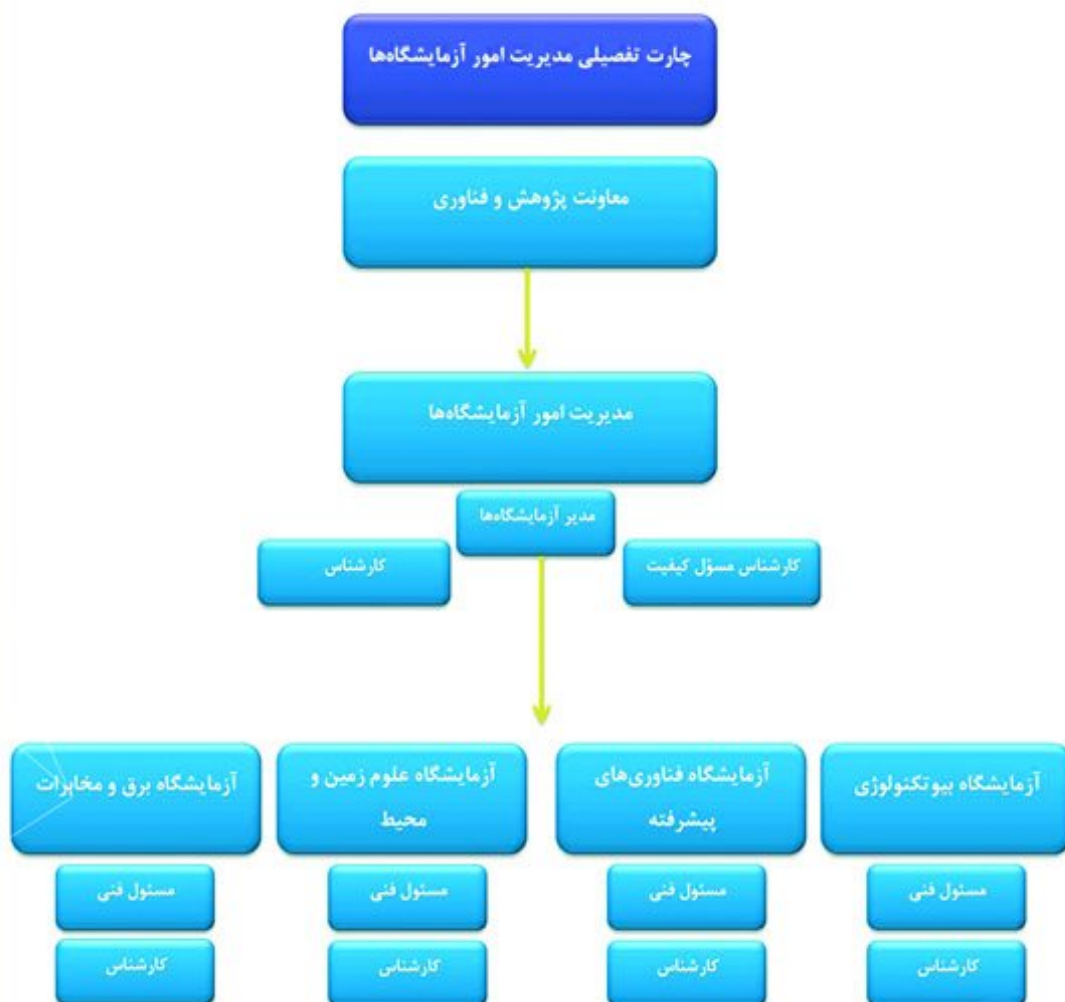 چارت تفصیلی مدیریت امور آزمایشگاه‌ها
معاونت پژوهش و فناوری
مدیریت امور آزمایشگاه‌ها
مدیر آزمایشگاه‌ها
کارشناس مسؤل کیفیت
کارشناس
آزمایشگاه بیوتکنولوژی
آزمایشگاه فناوری‌های
پیشرفته
آزمایشگاه علوم زمین و
محیط
آزمایشگاه برق و مخابرات
مسئول فنی
مسئول فنی
مسئول فنی
مسئول فنی
کارشناس
کارشناس
کارشناس
کارشناس